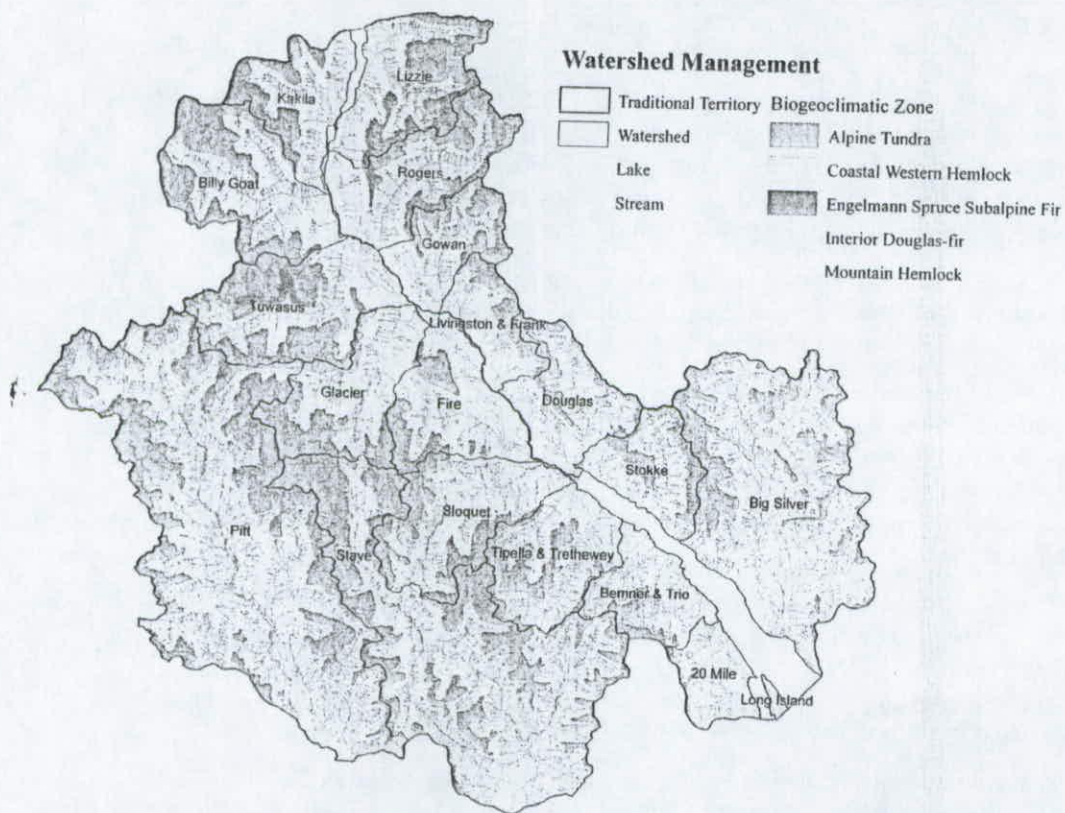 Watershed Management
Traditional Territory
Watershed
Lake
Stream
Biogeoclimatic Zone
Alpine Tundra
Coastal Western Hemlock
Engelmann Spruce Subalpine Fir
Interior Douglas-fir
Mountain Hemlock
Lizzie
Kakila
Rogers
Billy Goat
Gowan
Tuwasus
Livingston & Frank
Glacier
Fire
Douglas
Stokke
Big Silver
Sloquet
Pitt
Stave
Tipella & Trethewey
Bemner & Trio
20 Mile
Long Island